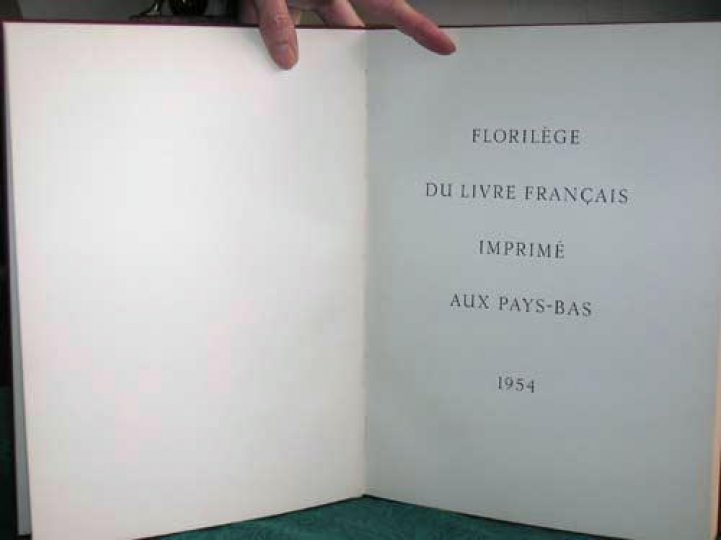 FLORILÈGE
DU LIVRE FRANÇAIS
IMPRIMÉ
AUX PAYS-BAS
1954